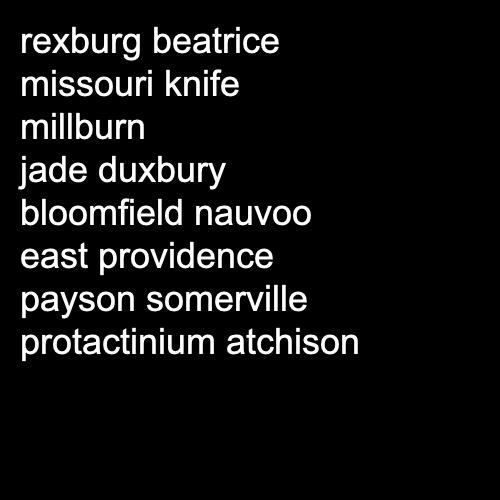 rexburg beatrice
missouri knife
millburn
jade duxbury
bloomfield nauvoo
east providence
payson somerville
protactinium atchison